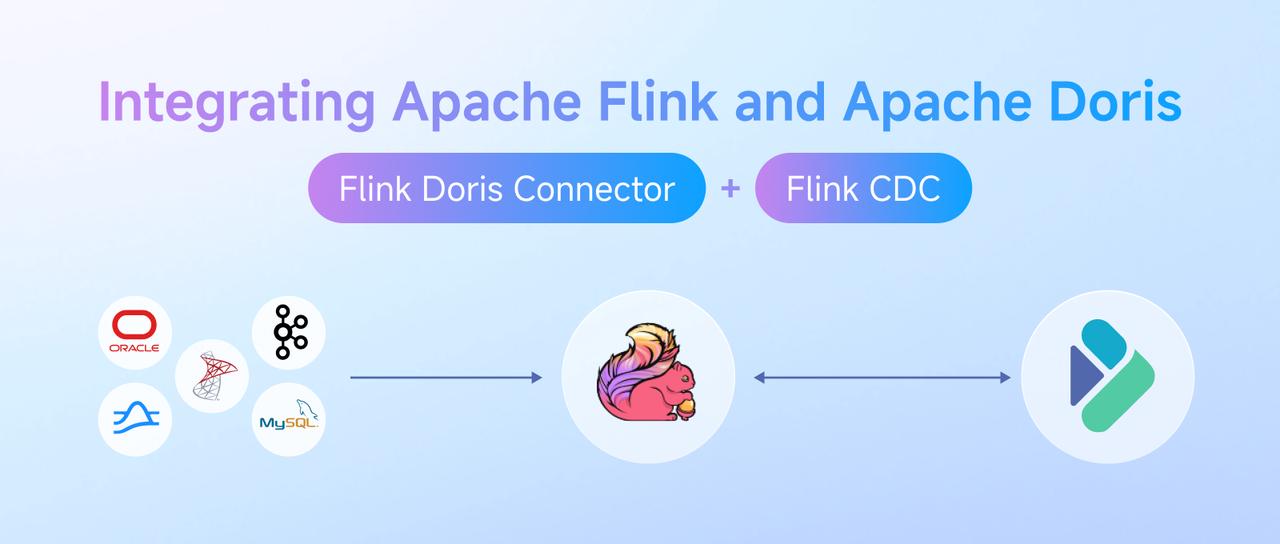 Integrating Apache Flink and Apache Doris
Flink Doris Connector + Flink CDC
ORACLE
MySQL